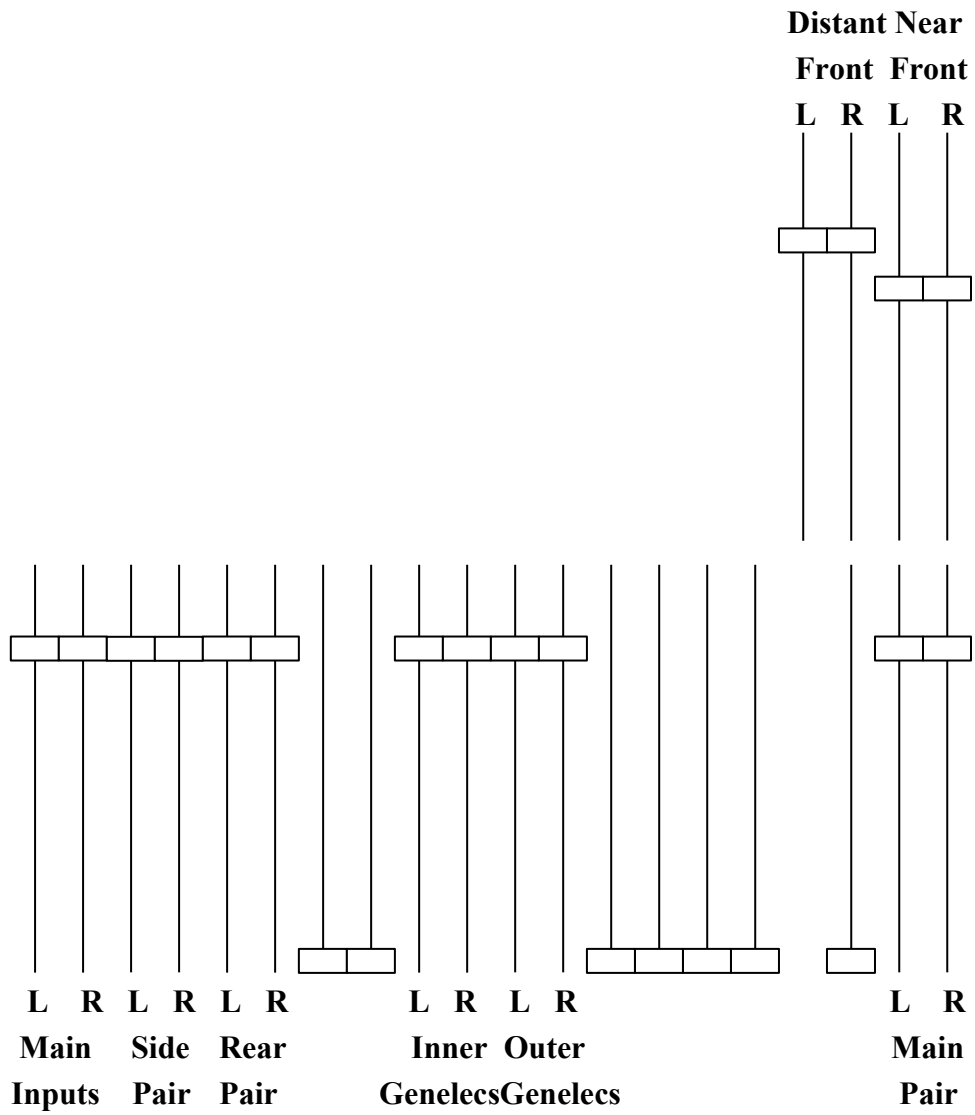 Distant Near
Front Front
L R L R
L R L R L R L R L R L R
Main Side Rear Inner Outer Main
Inputs Pair Pair GenelecsGenelecs Pair